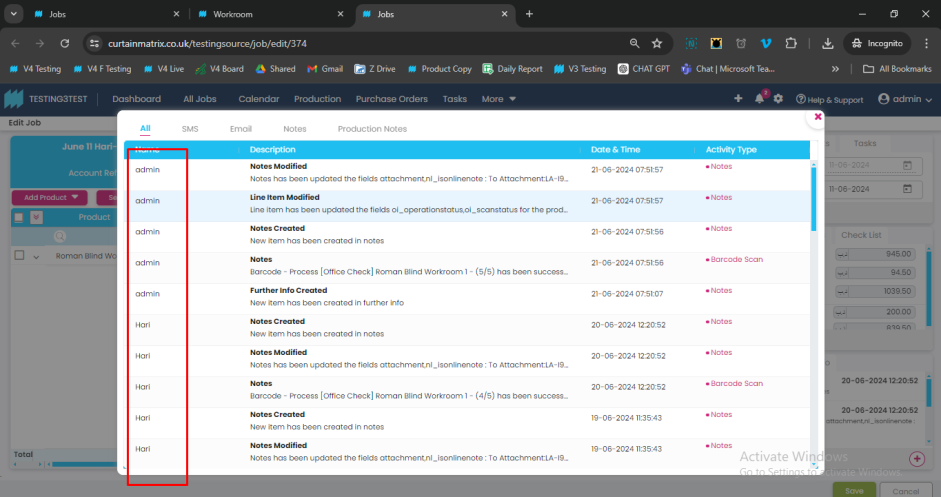 Jobs
Workroom
Jobs
curtainmatrix.co.uk/testingsource/job/edit/374
Incognito
V4 Testing
V4 F Testing
V4 Live
V4 Board
Shared
Gmail
Z Drive
Product Copy
Daily Report
V3 Testing
CHAT GPT
Chat | Microsoft Tea...
All Bookmarks
TESTING3TEST
Dashboard
All Jobs
Calendar
Production
Purchase Orders
Tasks
More
Help & Support
admin
Edit Job
June 11 Hari-
Account Ref
Add Product
Product
Roman Blind Wo
Total
All
SMS
Email
Notes
Production Notes
Name Description Date & Time Activity Type
admin Notes Modified 21-06-2024 07:51:57 Notes
Notes has been updated the fields attachment,nl_isonlinenote : To Attachment:LA-I9...
admin Line Item Modified 21-06-2024 07:51:57 Notes
Line item has been updated the fields oi_operationstatus,oi_scanstatus for the prod...
admin Notes Created 21-06-2024 07:51:56 Notes
New item has been created in notes
admin Notes 21-06-2024 07:51:56 Barcode Scan
Barcode - Process [Office Check] Roman Blind Workroom 1 - (5/5) has been success...
admin Further Info Created 21-06-2024 07:51:07 Notes
New item has been created in further info
Hari Notes Created 20-06-2024 12:20:52 Notes
New item has been created in notes
Hari Notes Modified 20-06-2024 12:20:52 Notes
Notes has been updated the fields attachment,nl_isonlinenote : To Attachment:LA-I9...
Hari Notes 20-06-2024 12:20:52 Barcode Scan
Barcode - Process [Office Check] Roman Blind Workroom 1 - (4/5) has been success...
Hari Notes Created 19-06-2024 11:35:43 Notes
New item has been created in notes
Hari Notes Modified 19-06-2024 11:35:43 Notes
Notes has been updated the fields attachment,nl_isonlinenote : To Attachment:LA-I9...
Tasks
11-06-2024
11-06-2024
Check List
945.00
94.50
1039.50
200.00
839.50
20-06-2024 12:20:52
20-06-2024 12:20:52
Activate Windows
Go to Settings to activate Windows.
Save
Cancel